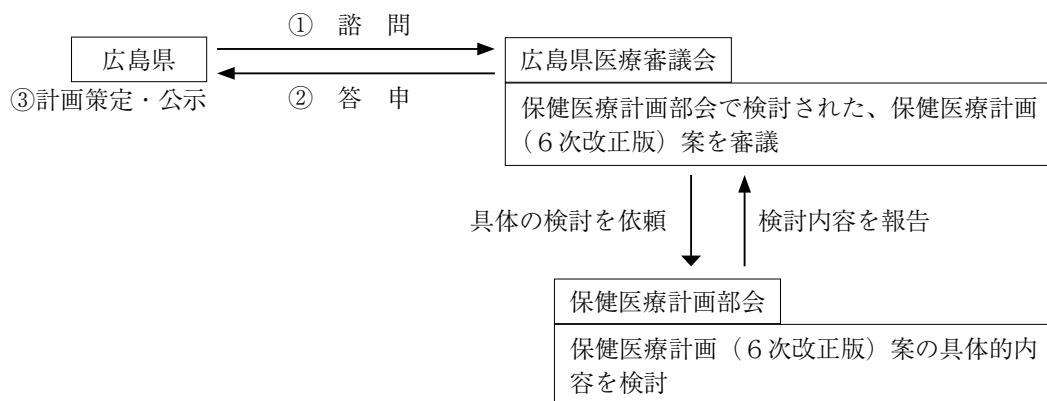 ① 諮 問
広島県
広島県医療審議会
③計画策定・公示
② 答 申
保健医療計画部会で検討された、保健医療計画
(６次改正版)案を審議
具体の検討を依頼
検討内容を報告
保健医療計画部会
保健医療計画(６次改正版)案の具体的内
容を検討